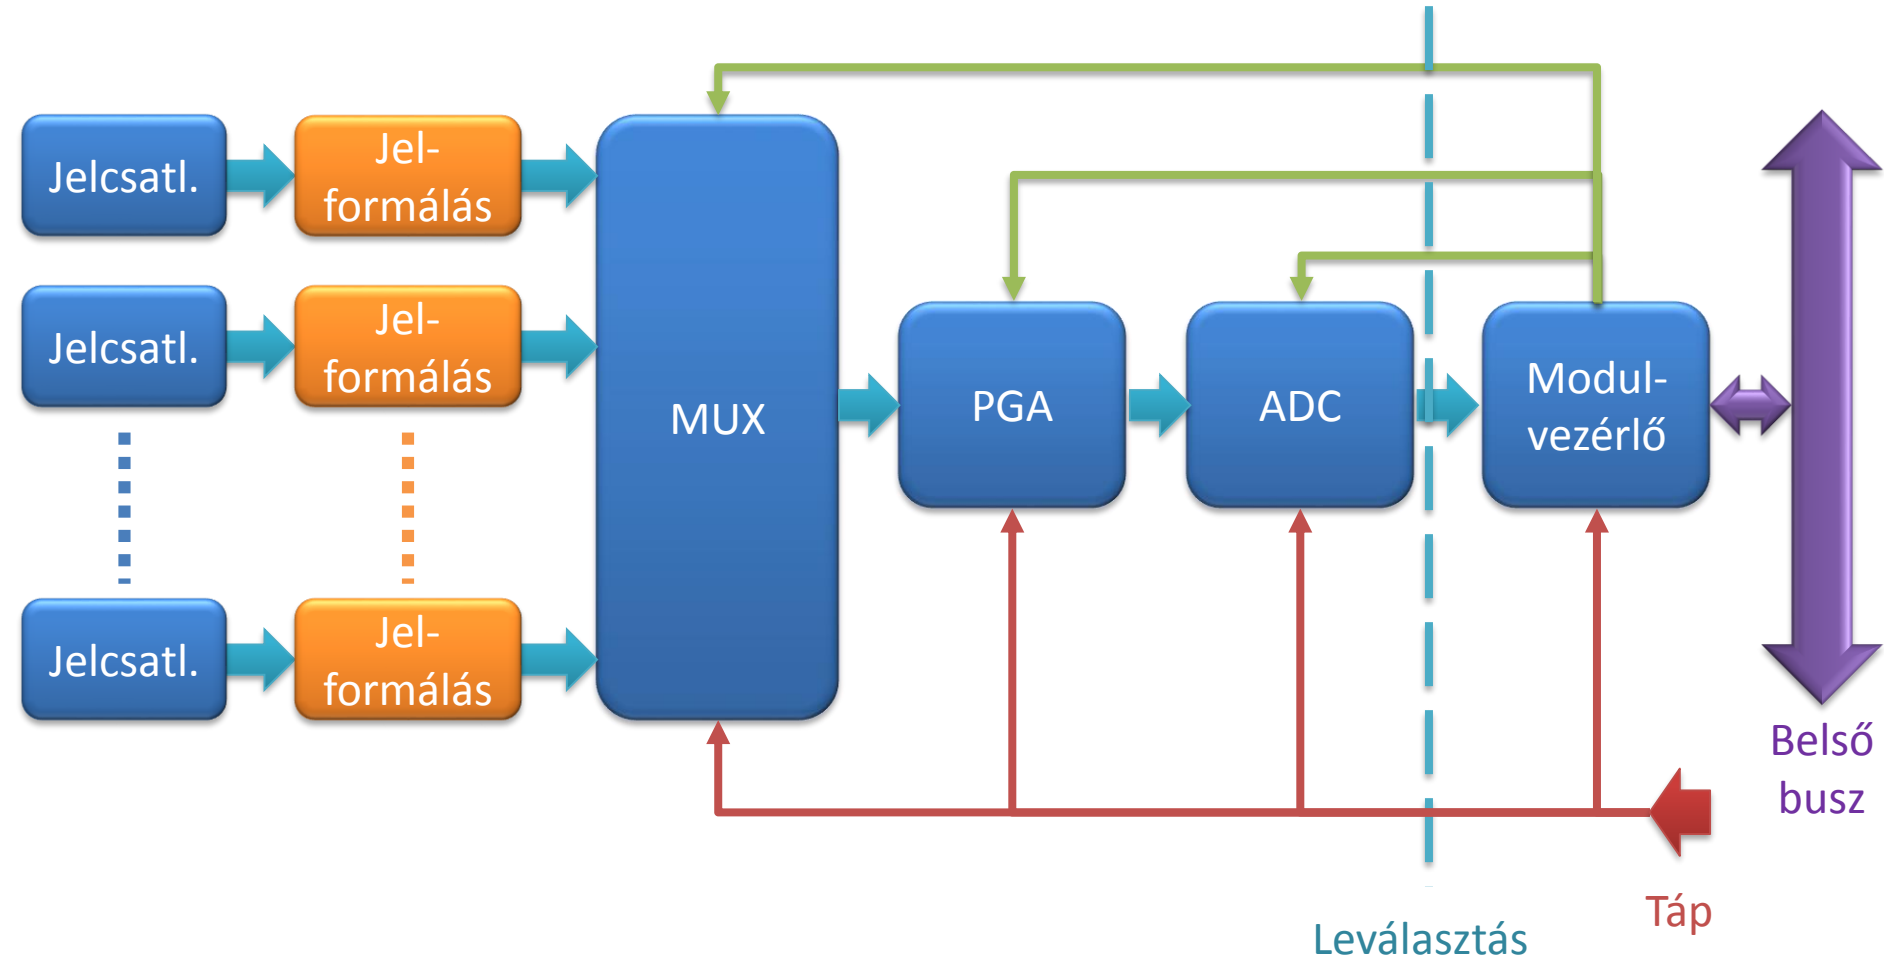 Jelcsatl.
Jel-
formálás
Jelcsatl.
Jel-
formálás
Jelcsatl.
Jel-
formálás
MUX
PGA
ADC
Modul-
vezérlő
Belső
busz
Táp
Leválasztás